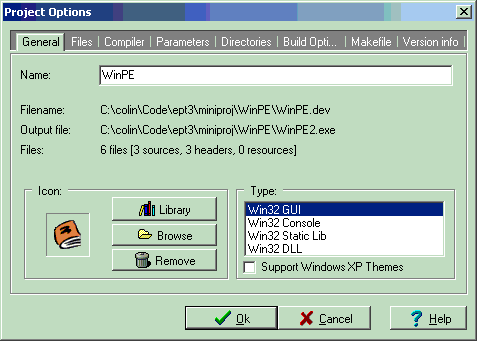 Project Options
General Files Compiler Parameters Directories Build Opti... Makefile Version info
Name: WinPE
Filename: C:\colin\Code\ept3\miniproj\WinPE\WinPE.dev
Output file: C:\colin\Code\ept3\miniproj\WinPE\WinPE2.exe
Files: 6 files [3 sources, 3 headers, 0 resources]
Icon:
Library
Browse
Remove
Type:
Win32 GUI
Win32 Console
Win32 Static Lib
Win32 DLL
Support Windows XP Themes
Ok Cancel Help